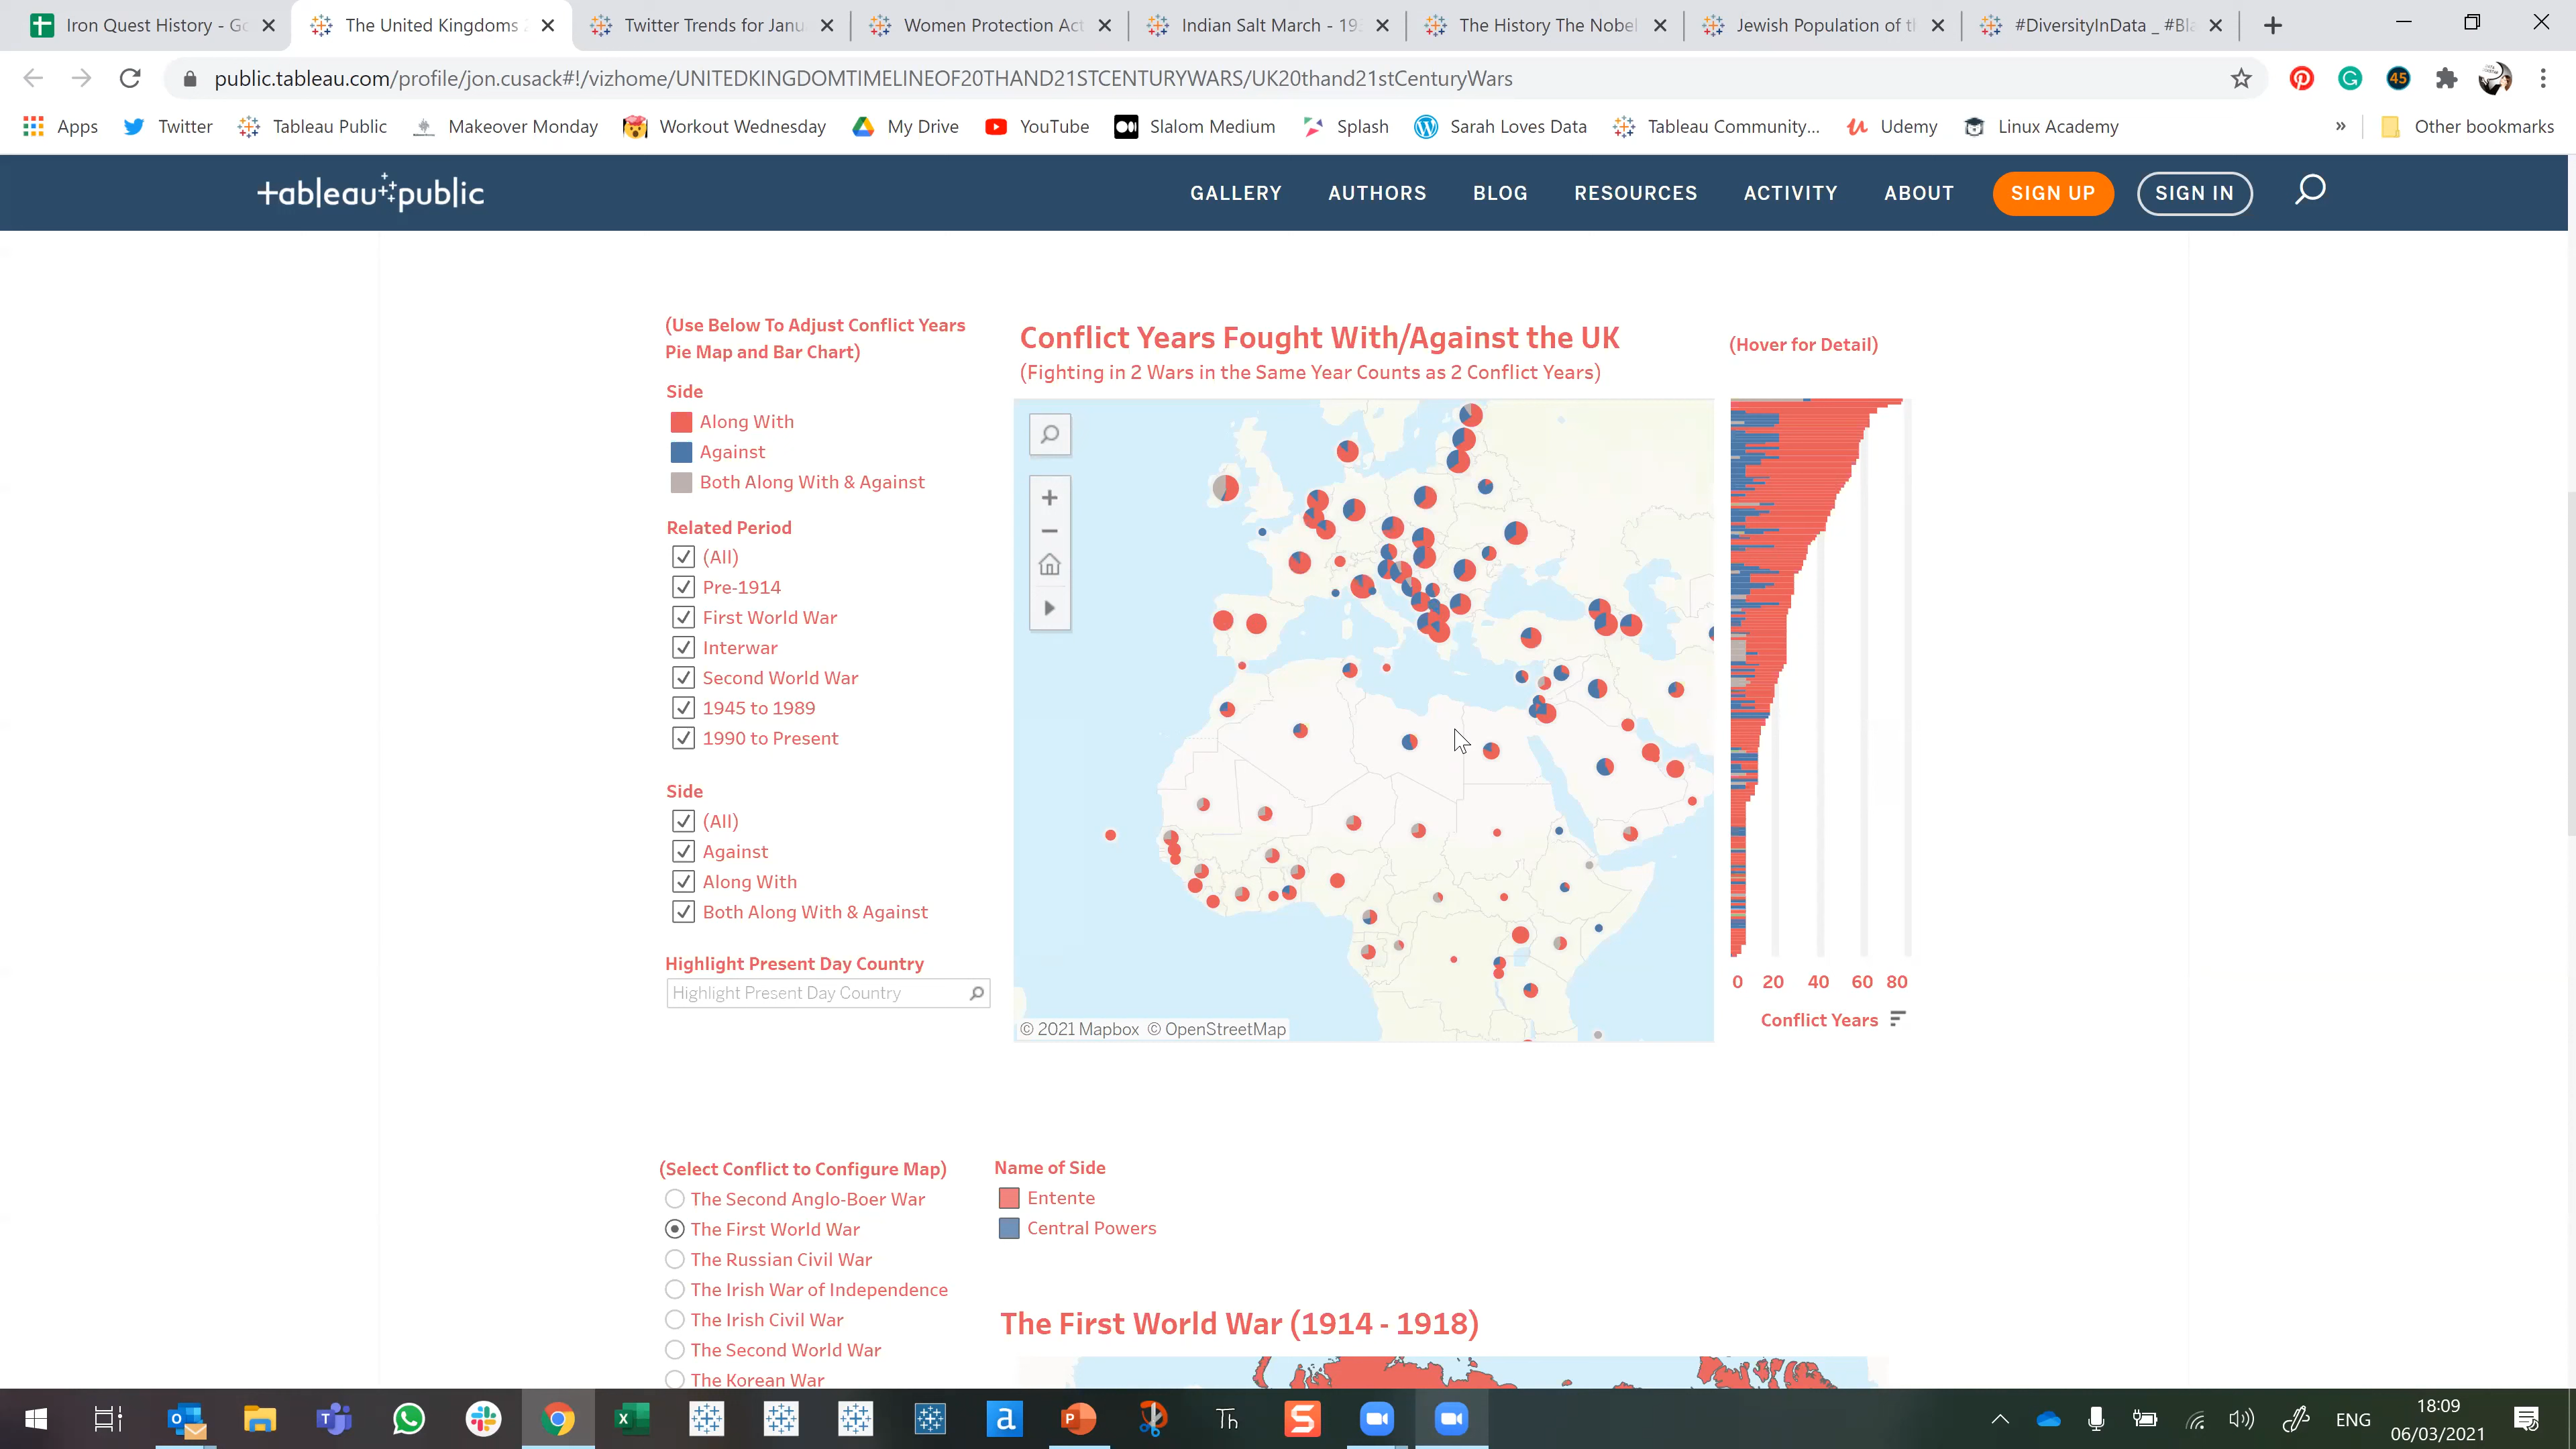 Iron Quest History - Go
The United Kingdoms 2
Twitter Trends for Janu
Women Protection Act
Indian Salt March - 19
The History The Nobel
Jewish Population of t
#DiversityInData _ #Bla
public.tableau.com/profile/jon.cusack#!/vizhome/UNITEDKINGDOMTIMELINEOF20THAND21STCENTURYWARS/UK20thand21stCenturyWars
45
Apps
Twitter
Tableau Public
Makeover Monday
Workout Wednesday
My Drive
YouTube
Slalom Medium
Splash
Sarah Loves Data
Tableau Community...
Udemy
Linux Academy
»
Other bookmarks
+ableau+public
GALLERY
AUTHORS
BLOG
RESOURCES
ACTIVITY
ABOUT
SIGN UP
SIGN IN
(Use Below To Adjust Conflict Years
Pie Map and Bar Chart)
Side
Along With
Against
Both Along With & Against
Related Period
(All)
Pre-1914
First World War
Interwar
Second World War
1945 to 1989
1990 to Present
Side
(All)
Against
Along With
Both Along With & Against
Highlight Present Day Country
Highlight Present Day Country
Conflict Years Fought With/Against the UK
(Fighting in 2 Wars in the Same Year Counts as 2 Conflict Years)
(Hover for Detail)
© 2021 Mapbox © OpenStreetMap
0 20 40 60 80
Conflict Years
(Select Conflict to Configure Map)
The Second Anglo-Boer War
The First World War
The Russian Civil War
The Irish War of Independence
The Irish Civil War
The Second World War
The Korean War
Name of Side
Entente
Central Powers
The First World War (1914 - 1918)
Th
ENG
18:09
06/03/2021